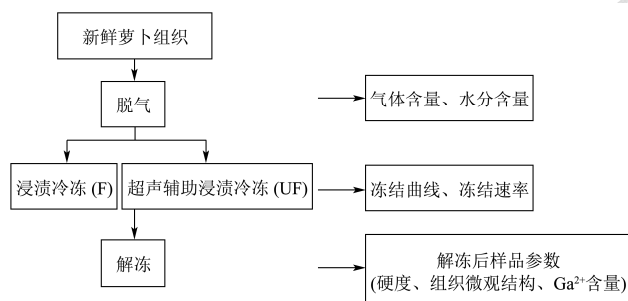 新鲜萝卜组织
脱气
气体含量、水分含量
浸渍冷冻 (F)
超声辅助浸渍冷冻 (UF)
冻结曲线、冻结速率
解冻
解冻后样品参数
(硬度、组织微观结构、Ga²⁺含量)